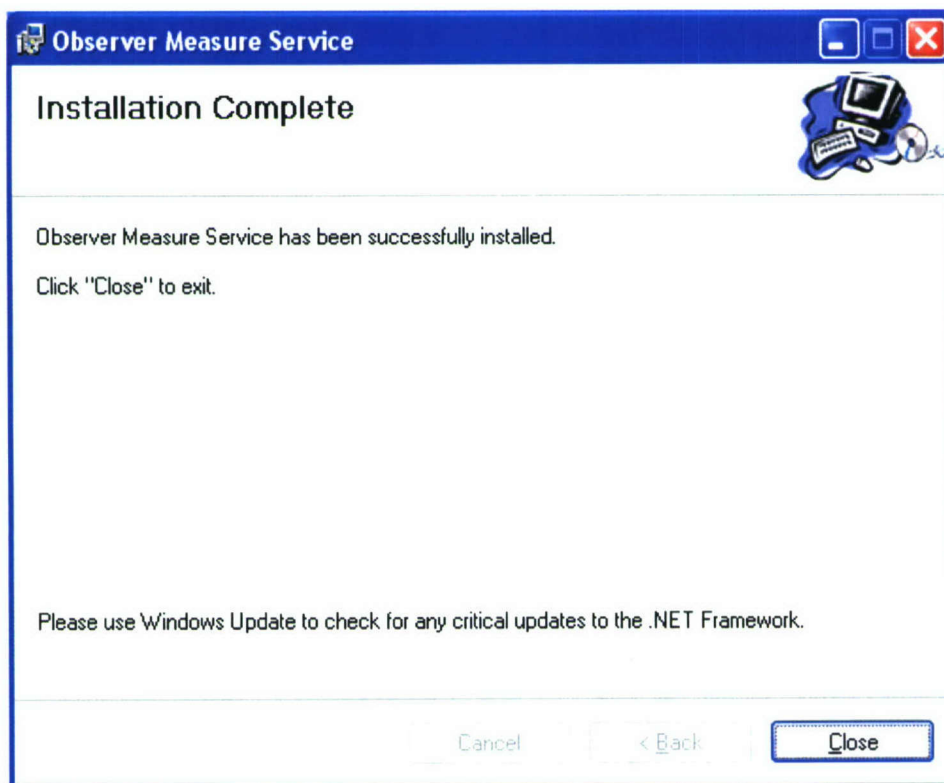 Observer Measure Service
Installation Complete
Observer Measure Service has been successfully installed.
Click "Close" to exit.
Please use Windows Update to check for any critical updates to the .NET Framework.
Cancel
< Back
Close